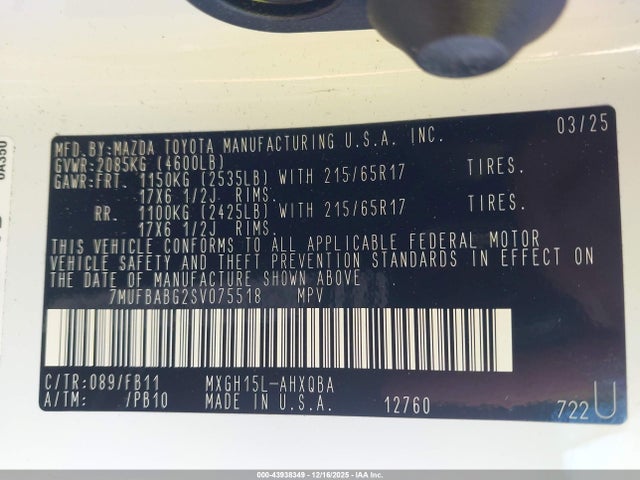 MFD.BY:MAZDA TOYOTA MANUFACTURING U.S.A. INC. 03/25
GVWR:2085KG (4600LB)
GAWR:FRT. 1150KG (2535LB) WITH 215/65R17 TIRES.
17X6 1/2J RIMS.
RR. 1100KG (2425LB) WITH 215/65R17 TIRES.
17X6 1/2J RIMS.
THIS VEHICLE CONFORMS TO ALL APPLICABLE FEDERAL MOTOR
VEHICLE SAFETY AND THEFT PREVENTION STANDARDS IN EFFECT ON
THE DATE OF MANUFACTURE SHOWN ABOVE.
7MUFBABG2SV075518 MPV
C/TR:089/FB11 MXGH15L-AHXQBA
A/TM: /PB10 MADE IN U.S.A. 12760 722U
0A350
000-43938349 - 12/16/2025 - IAA Inc.